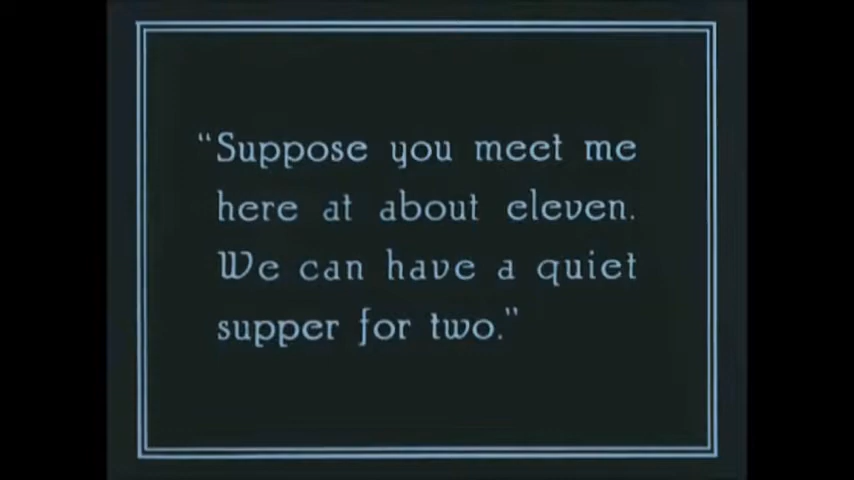 “Suppose you meet me
here at about eleven.
We can have a quiet
supper for two.”